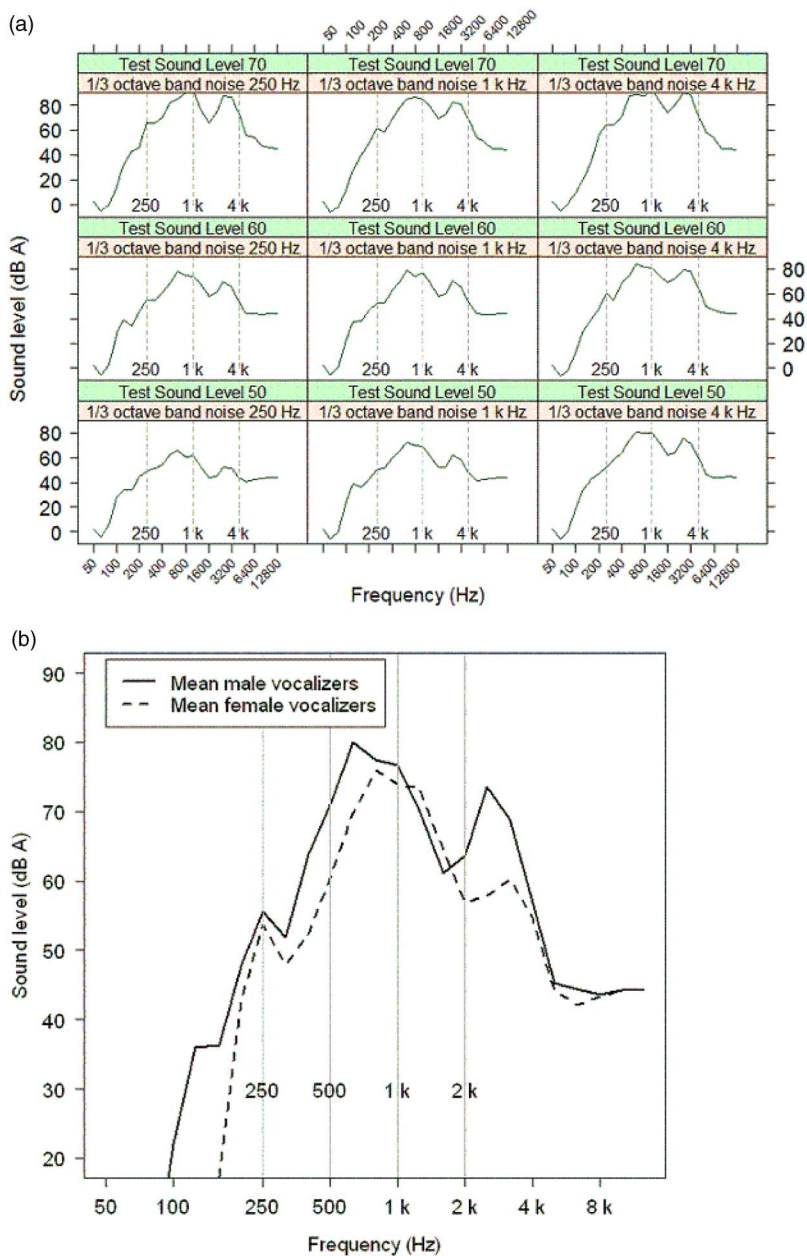 (a)
50 100 200 400 800 1600 3200 6400 12800
Test Sound Level 70 Test Sound Level 70 Test Sound Level 70
1/3 octave band noise 250 Hz 1/3 octave band noise 1 k Hz 1/3 octave band noise 4 k Hz
80
60
40
20
0
250 1 k 4 k 250 1 k 4 k 250 1 k 4 k
Test Sound Level 60 Test Sound Level 60 Test Sound Level 60
1/3 octave band noise 250 Hz 1/3 octave band noise 1 k Hz 1/3 octave band noise 4 k Hz
Sound level (dB A)
80
60
40
20
0
250 1 k 4 k 250 1 k 4 k 250 1 k 4 k
Test Sound Level 50 Test Sound Level 50 Test Sound Level 50
1/3 octave band noise 250 Hz 1/3 octave band noise 1 k Hz 1/3 octave band noise 4 k Hz
80
60
40
20
0
250 1 k 4 k 250 1 k 4 k 250 1 k 4 k
50 100 200 400 800 1600 3200 6400 12800 50 100 200 400 800 1600 3200 6400 12800
Frequency (Hz)
(b)
Mean male vocalizers
Mean female vocalizers
90
80
70
60
50
40
30
20
Sound level (dB A)
250 500 1 k 2 k
50 100 250 500 1 k 2 k 4 k 8 k
Frequency (Hz)